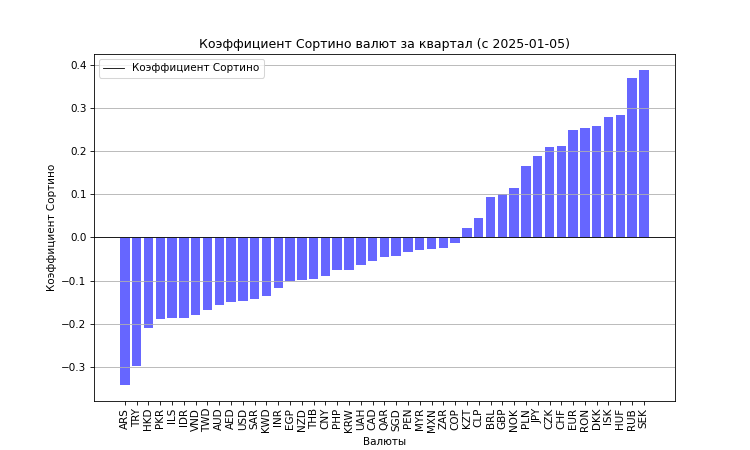 Коэффициент Сортино валют за квартал (с 2025-01-05)
Коэффициент Сортино
Коэффициент Сортино
0.4
0.3
0.2
0.1
0.0
−0.1
−0.2
−0.3
ARS TRY HKD PKR ILS IDR VND TWD AUD AED USD SAR KWD INR EGP NZD THB CNY PHP KRW UAH CAD QAR SGD PEN MYR MXN ZAR COP KZT CLP BRL GBP NOK PLN JPY CZK CHF EUR RON DKK ISK HUF RUB SEK
Валюты